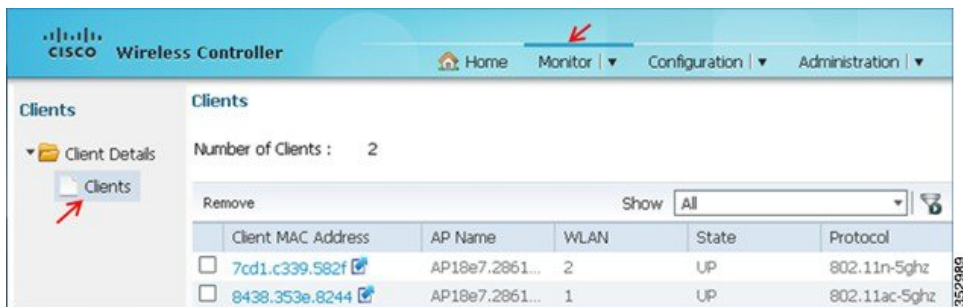 CISCO Wireless Controller
Home Monitor Configuration Administration
Clients
Client Details
Clients
Clients
Number of Clients : 2
Remove Show All
Client MAC Address AP Name WLAN State Protocol
7cd1.c339.582f AP18e7.2861... 2 UP 802.11n-5ghz
8438.353e.8244 AP18e7.2861... 1 UP 802.11ac-5ghz
352989